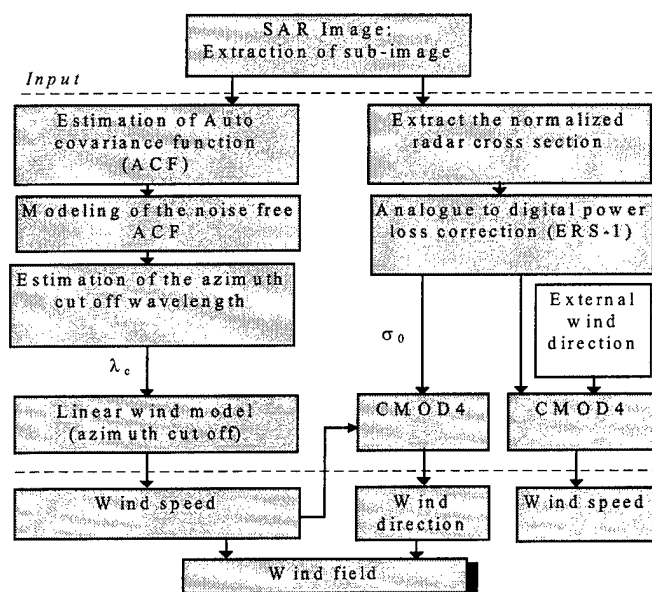 SAR Image:
Extraction of sub-image
Input
Estimation of Auto
covariance function
(ACF)
Extract the normalized
radar cross section
Modeling of the noise free
ACF
Analogue to digital power
loss correction (ERS-1)
Estimation of the azimuth
cut off wavelength
External
wind
direction
λc
σ0
Linear wind model
(azimuth cut off)
CMOD4
CMOD4
Wind speed
Wind
direction
Wind speed
Wind field